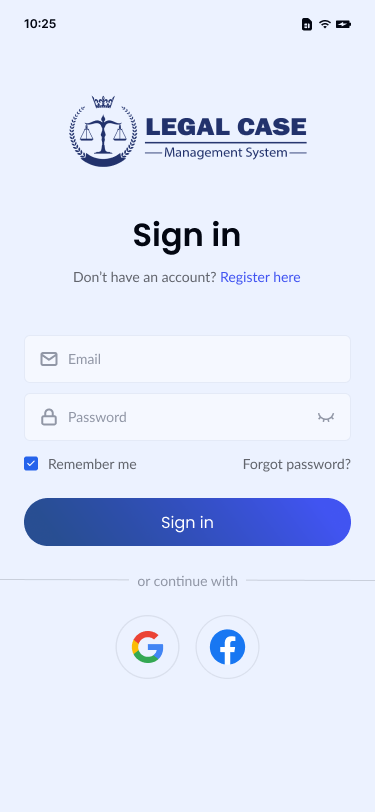 10:25
LEGAL CASE
Management System
Sign in
Don’t have an account? Register here
Email
Password
Remember me
Forgot password?
Sign in
or continue with